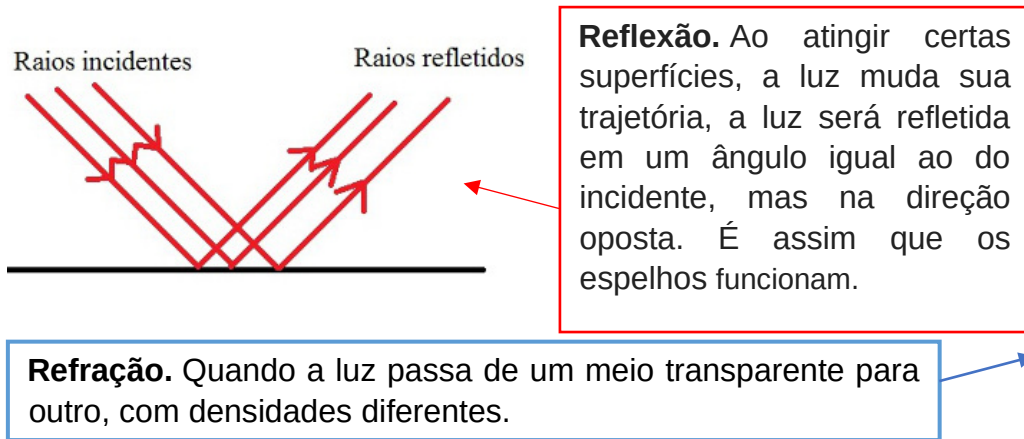 Raios incidentes
Raios refletidos
Reflexão. Ao atingir certas
superfícies, a luz muda sua
trajetória, a luz será refletida
em um ângulo igual ao do
incidente, mas na direção
oposta. É assim que os
espelhos funcionam.
Refração. Quando a luz passa de um meio transparente para
outro, com densidades diferentes.